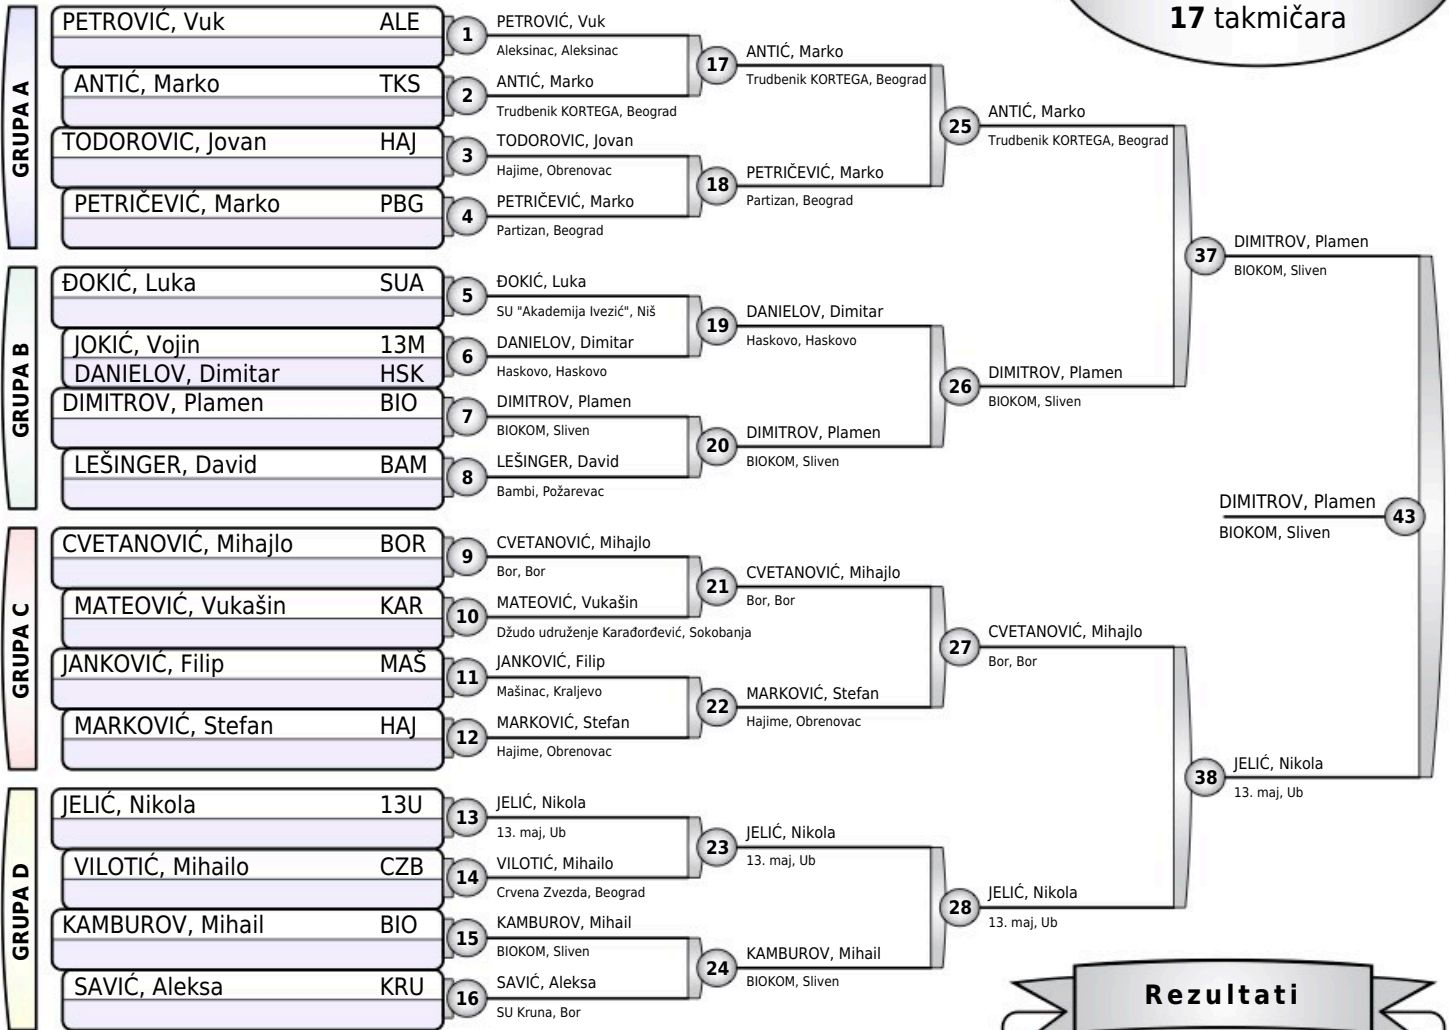 17 takmičara
GRUPA A
PETROVIĆ, Vuk ALE
ANTIĆ, Marko TKS
TODOROVIC, Jovan HAJ
PETRIČEVIĆ, Marko PBG
GRUPA B
ĐOKIĆ, Luka SUA
JOKIĆ, Vojin 13M
DANIELOV, Dimitar HSK
DIMITROV, Plamen BIO
LEŠINGER, David BAM
GRUPA C
CVETANOVIĆ, Mihajlo BOR
MATEOVIĆ, Vukašin KAR
JANKOVIĆ, Filip MAŠ
MARKOVIĆ, Stefan HAJ
GRUPA D
JELIĆ, Nikola 13U
VILOTIĆ, Mihailo CZB
KAMBUROV, Mihail BIO
SAVIĆ, Aleksa KRU
1 PETROVIĆ, Vuk
Aleksinac, Aleksinac
2 ANTIĆ, Marko
Trudbenik KORTEGA, Beograd
3 TODOROVIC, Jovan
Hajime, Obrenovac
4 PETRIČEVIĆ, Marko
Partizan, Beograd
5 ĐOKIĆ, Luka
SU "Akademija Ivezić", Niš
6 DANIELOV, Dimitar
Haskovo, Haskovo
7 DIMITROV, Plamen
BIOKOM, Sliven
8 LEŠINGER, David
Bambi, Požarevac
9 CVETANOVIĆ, Mihajlo
Bor, Bor
10 MATEOVIĆ, Vukašin
Džudo udruženje Karađorđević, Sokobanja
11 JANKOVIĆ, Filip
Mašinac, Kraljevo
12 MARKOVIĆ, Stefan
Hajime, Obrenovac
13 JELIĆ, Nikola
13. maj, Ub
14 VILOTIĆ, Mihailo
Crvena Zvezda, Beograd
15 KAMBUROV, Mihail
BIOKOM, Sliven
16 SAVIĆ, Aleksa
SU Kruna, Bor
17 ANTIĆ, Marko
Trudbenik KORTEGA, Beograd
18 PETRIČEVIĆ, Marko
Partizan, Beograd
19 DANIELOV, Dimitar
Haskovo, Haskovo
20 DIMITROV, Plamen
BIOKOM, Sliven
21 CVETANOVIĆ, Mihajlo
Bor, Bor
22 MARKOVIĆ, Stefan
Hajime, Obrenovac
23 JELIĆ, Nikola
13. maj, Ub
24 KAMBUROV, Mihail
BIOKOM, Sliven
25 ANTIĆ, Marko
Trudbenik KORTEGA, Beograd
26 DIMITROV, Plamen
BIOKOM, Sliven
27 CVETANOVIĆ, Mihajlo
Bor, Bor
28 JELIĆ, Nikola
13. maj, Ub
37 DIMITROV, Plamen
BIOKOM, Sliven
38 JELIĆ, Nikola
13. maj, Ub
DIMITROV, Plamen 43
BIOKOM, Sliven
Rezultati